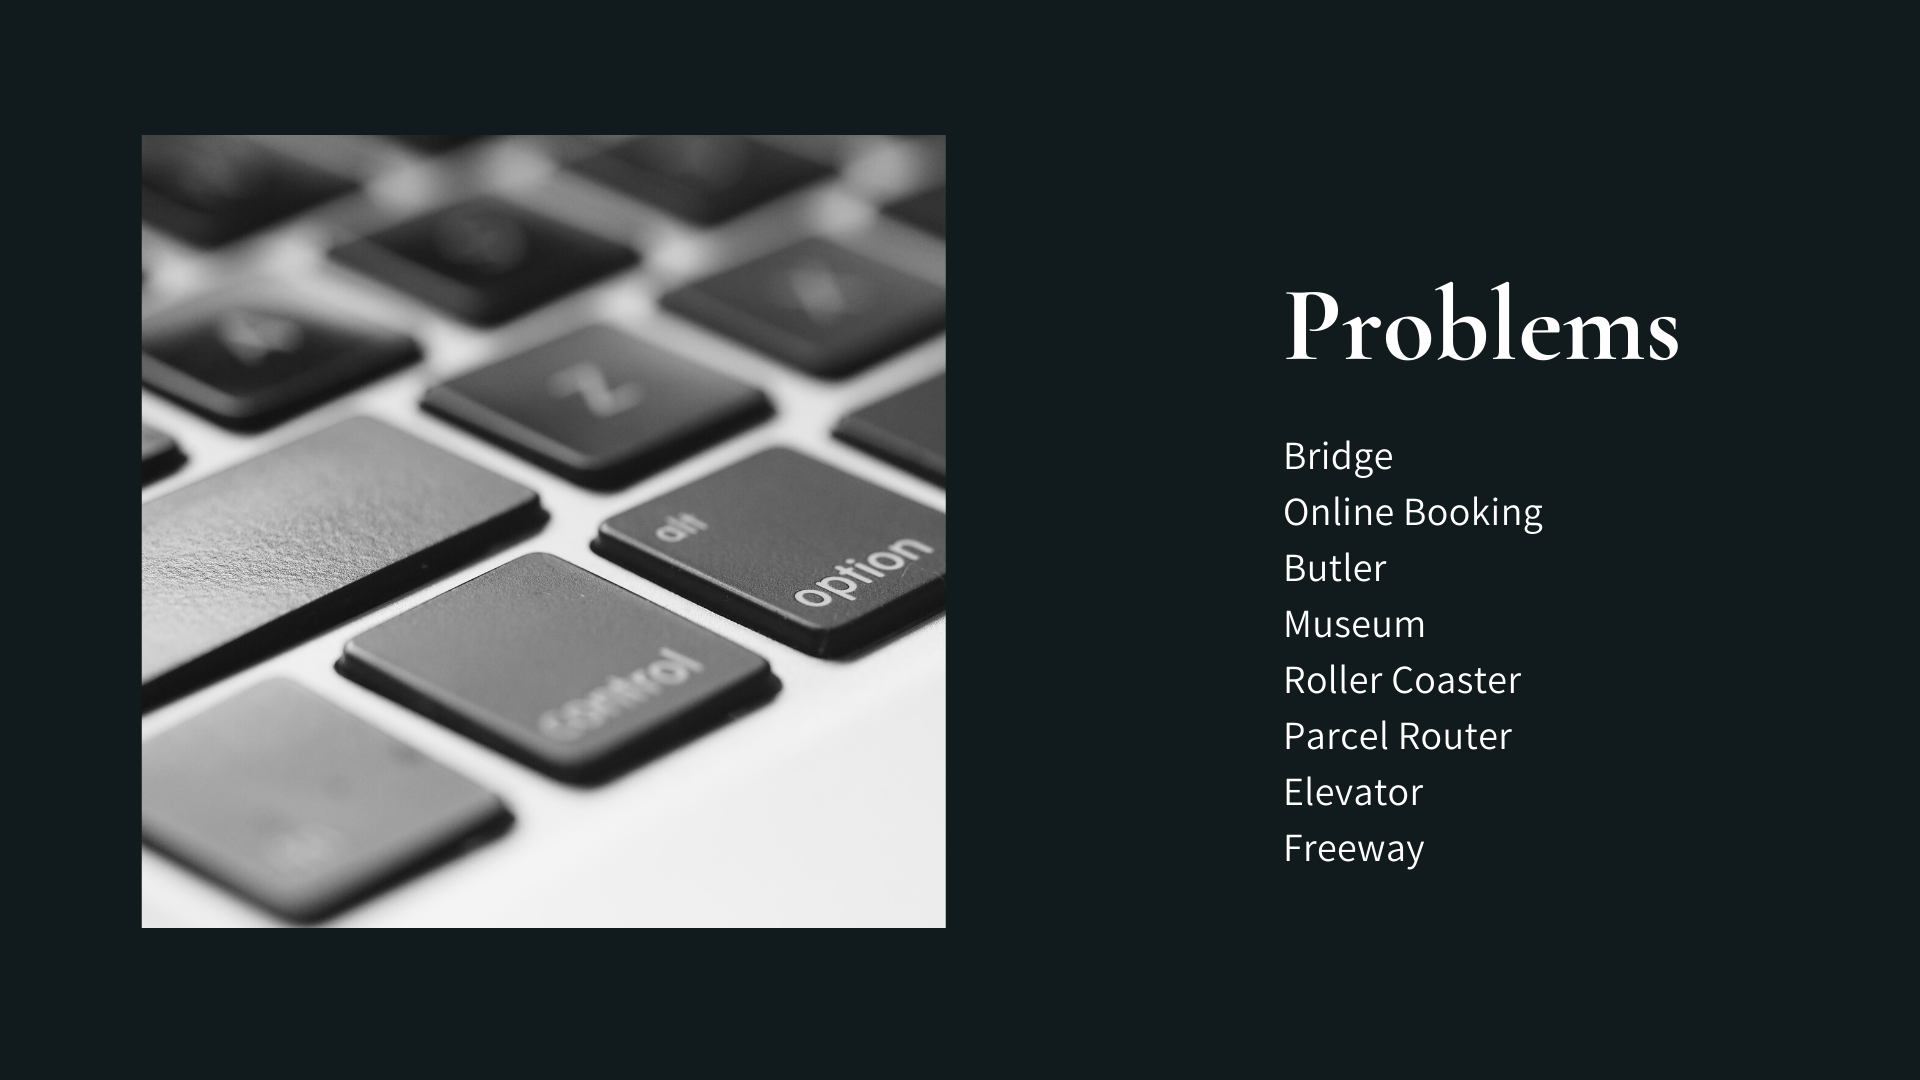 Z
alt
option
control
Problems
Bridge
Online Booking
Butler
Museum
Roller Coaster
Parcel Router
Elevator
Freeway